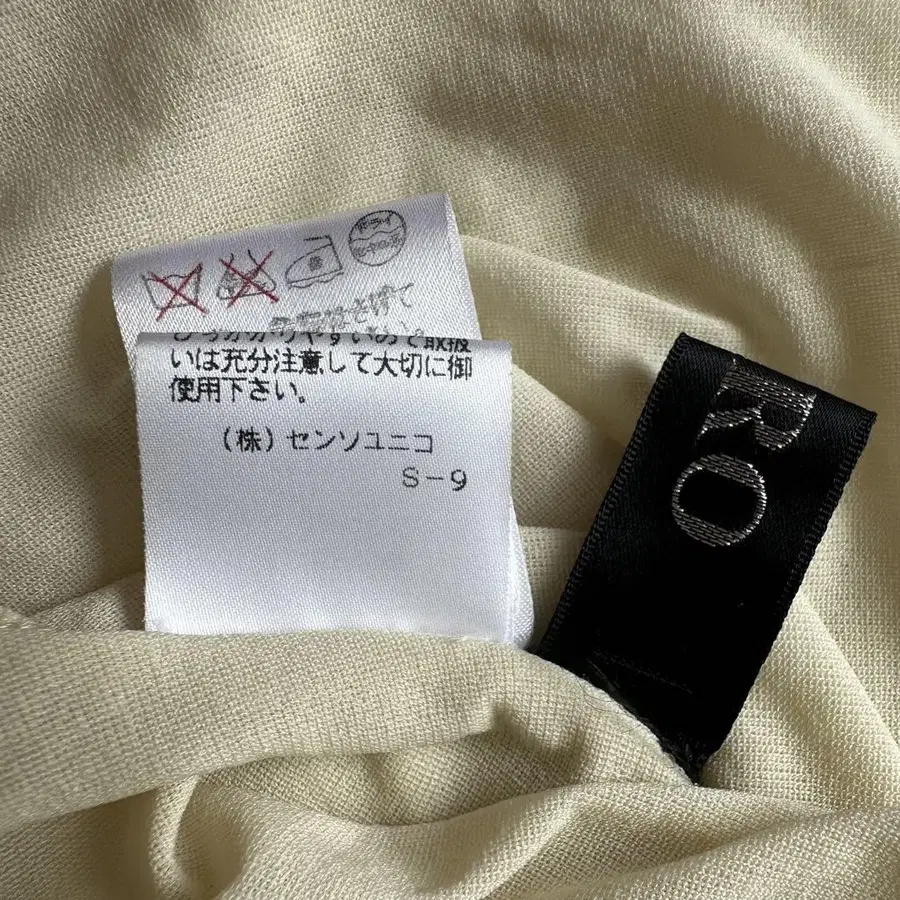 ドライ
いは充分注意して大切に御
使用下さい。
(株)センソユニコ
S-9
RO